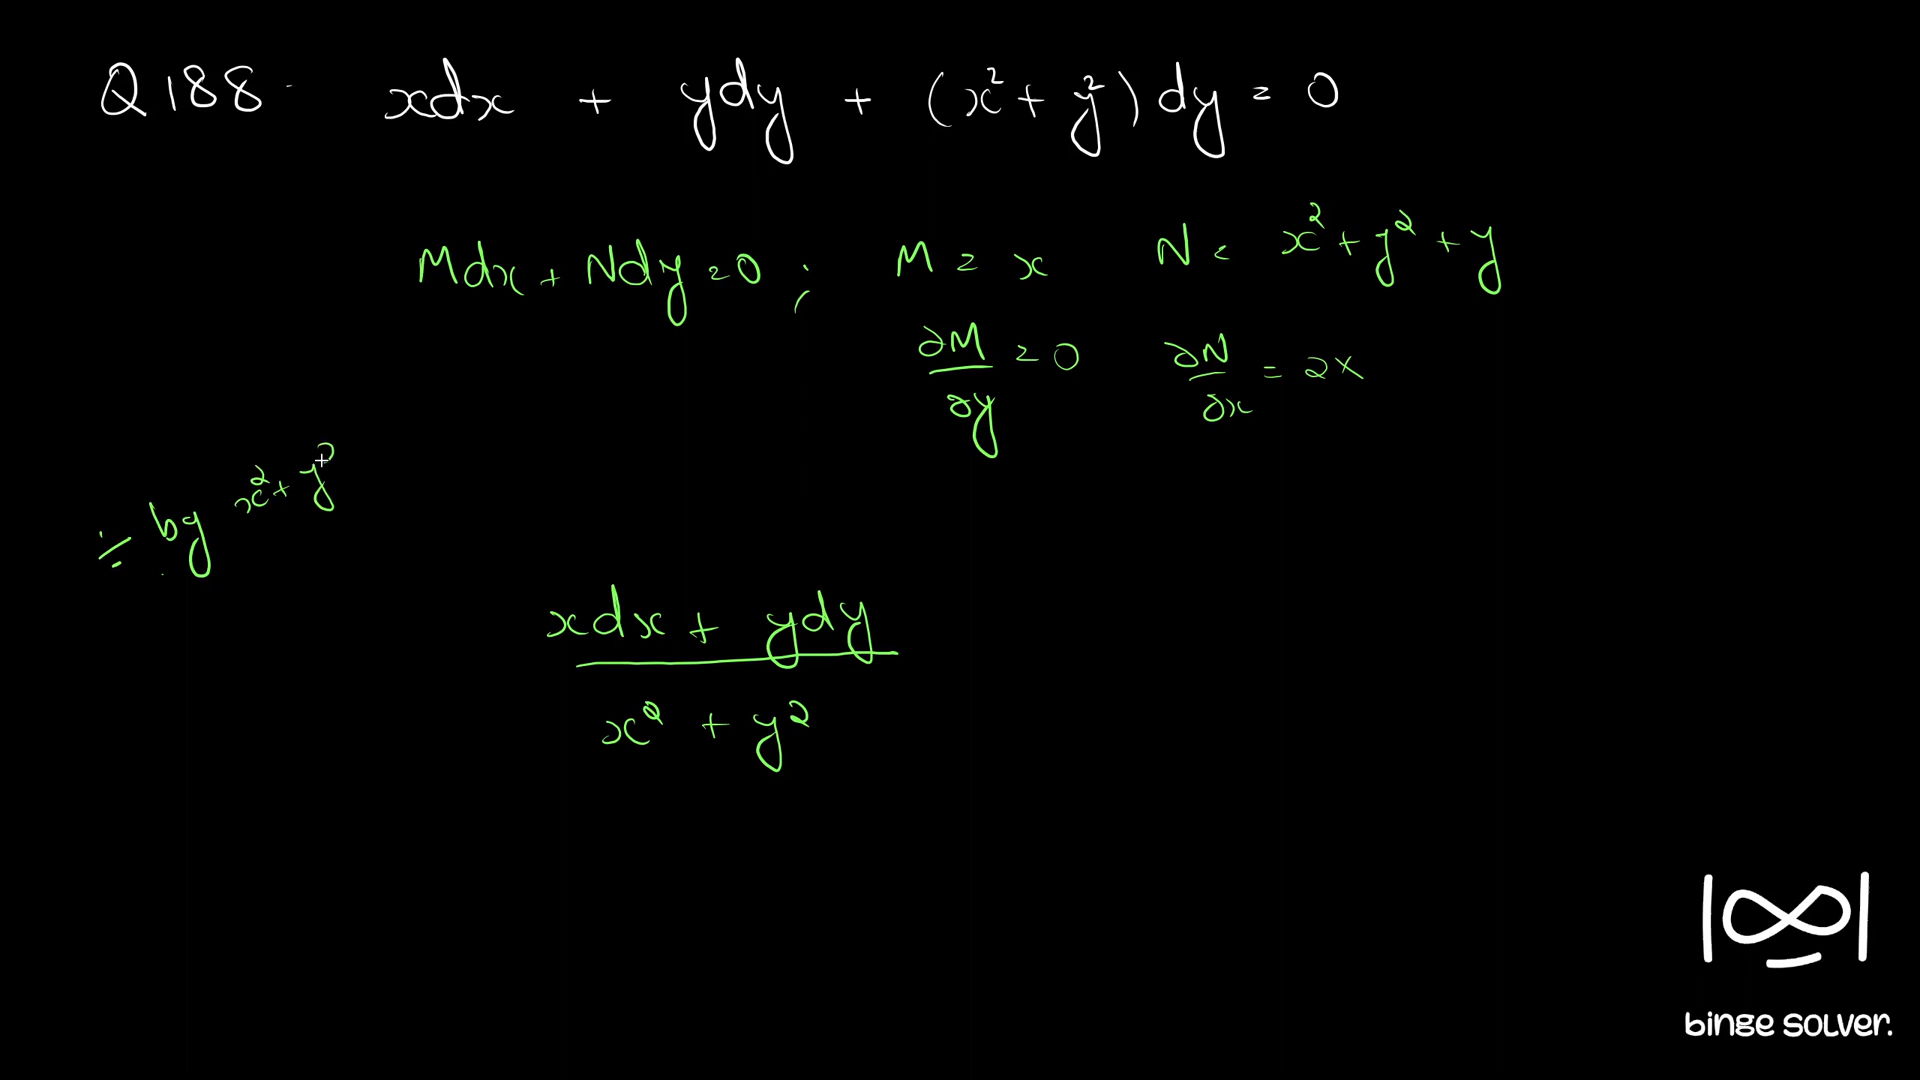 Q188. xdx + ydy + (x² + y²) dy = 0
Mdx + Ndy = 0 ; M = x N = x² + y² + y
∂M/∂y = 0 ∂N/∂x = 2x
÷ by x² + y²
xdx + ydy
x² + y²
binge solver.